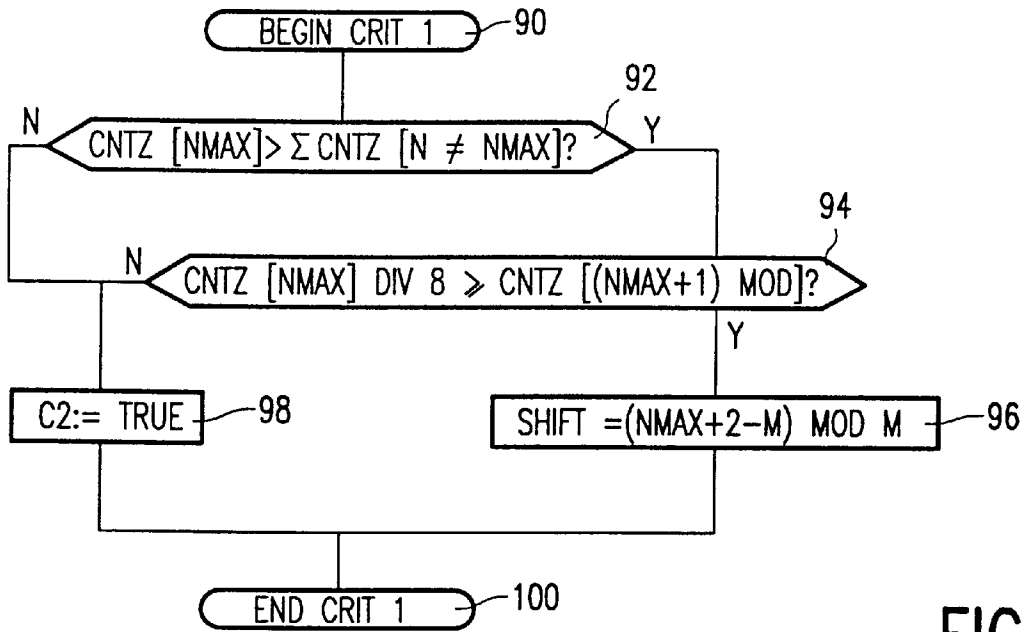 BEGIN CRIT 1
90
92
N
CNTZ [NMAX]> Σ CNTZ [N ≠ NMAX]?
Y
94
N
CNTZ [NMAX] DIV 8 ⩾ CNTZ [(NMAX+1) MOD]?
Y
C2:= TRUE
98
SHIFT =(NMAX+2-M) MOD M
96
END CRIT 1
100